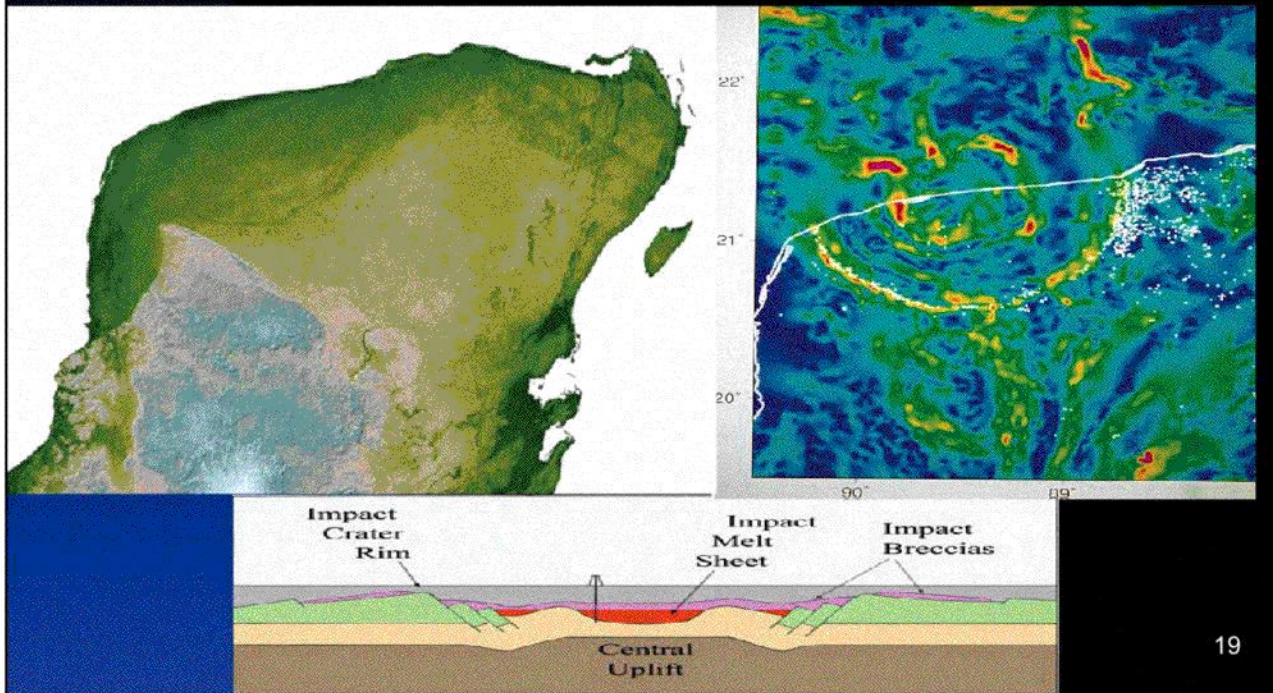 22°
21°
20°
90°
89°
Impact
Crater
Rim
Impact
Melt
Sheet
Impact
Breccias
Central
Uplift
19